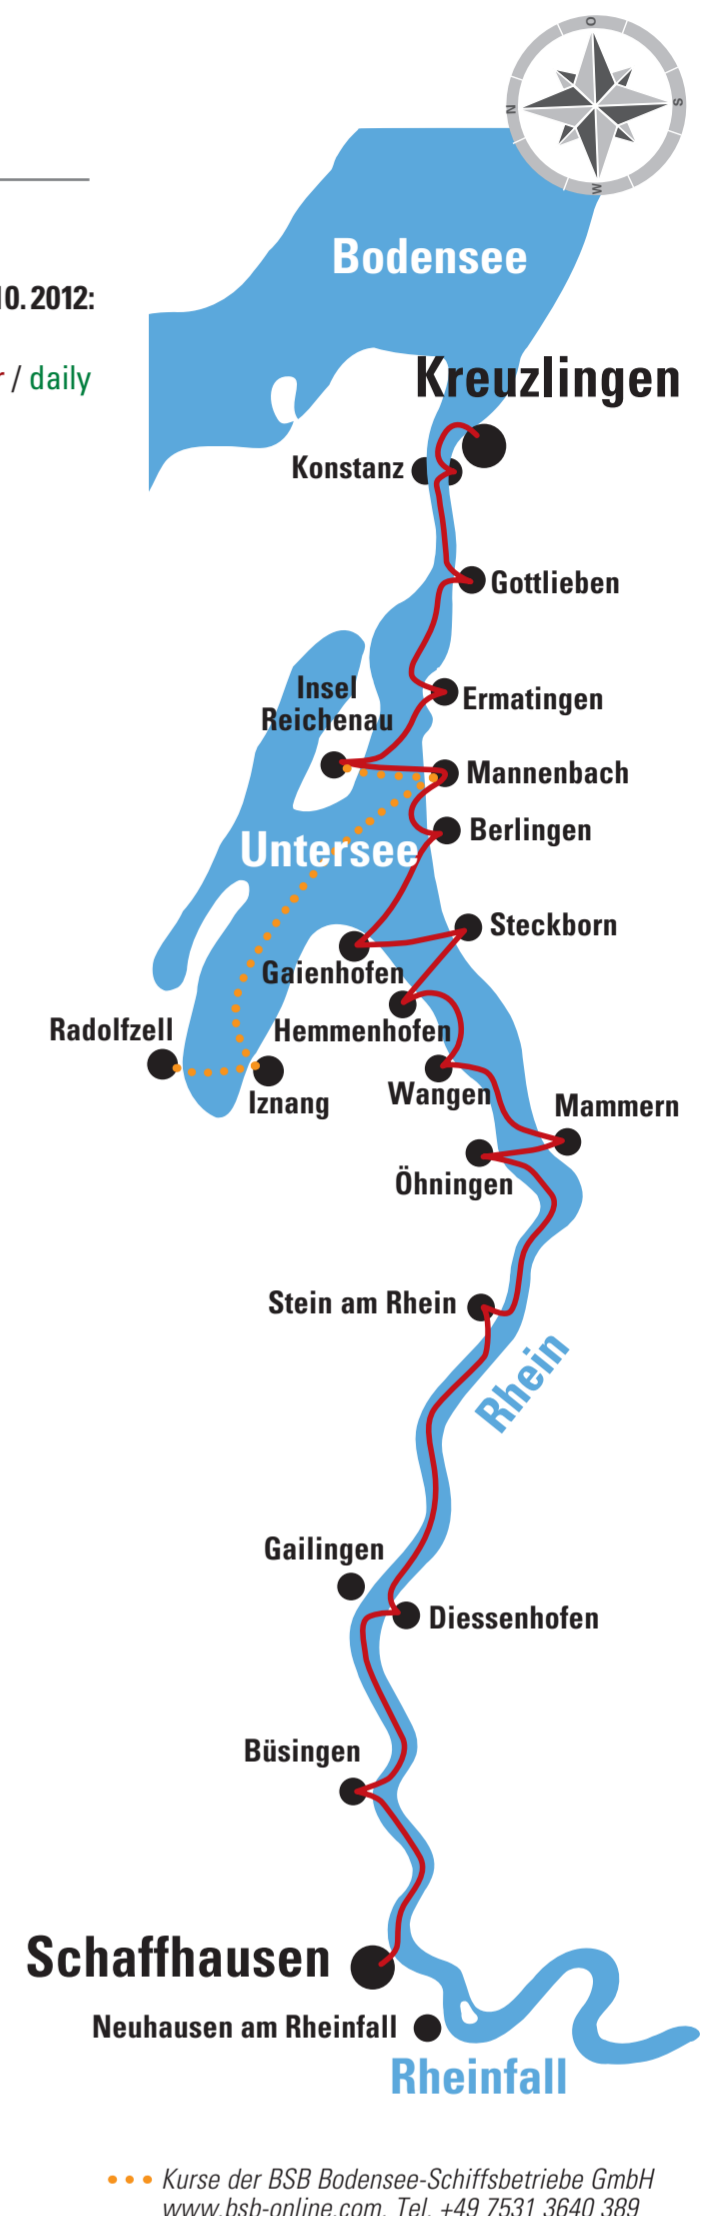 O
N
S
W
Bodensee
10. 2012:
r / daily
Kreuzlingen
Konstanz
Gottlieben
Insel
Reichenau
Ermatingen
Mannenbach
Berlingen
Untersee
Steckborn
Gaienhofen
Radolfzell
Hemmenhofen
Iznang
Wangen
Mammern
Öhningen
Stein am Rhein
Rhein
Gailingen
Diessenhofen
Büsingen
Schaffhausen
Neuhausen am Rheinfall
Rheinfall
Kurse der BSB Bodensee-Schiffsbetriebe GmbH
www.bsb-online.com, Tel. +49 7531 3640 389